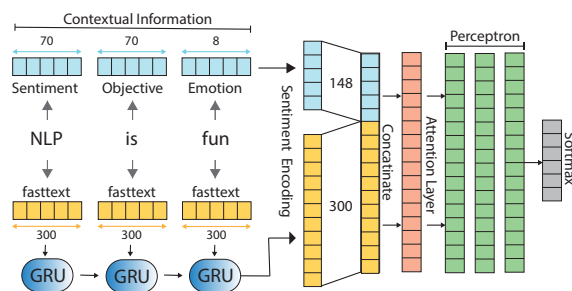 Contextual Information
70 70 8
Sentiment Objective Emotion
NLP is fun
fasttext fasttext fasttext
300 300 300
GRU GRU GRU
Sentiment Encoding
148
300
Concatinate
Attention Layer
Perceptron
Softmax